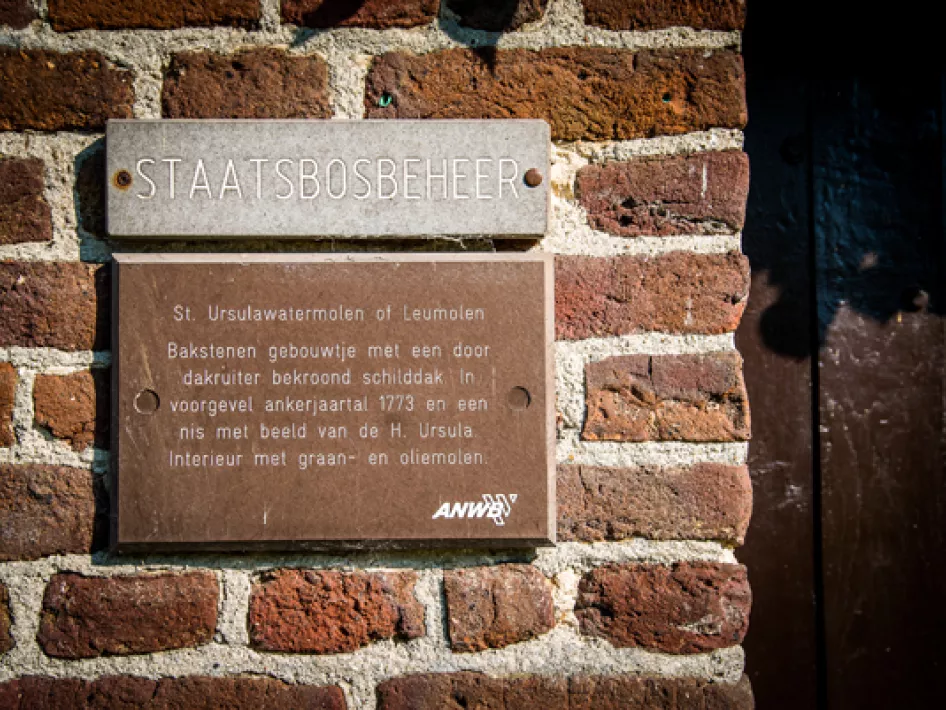 STAATSBOSBEHEER
St. Ursulawatermolen of Leumolen
Bakstenen gebouwtje met een door
dakruiter bekroond schilddak. In
voorgevel ankerjaartal 1773 en een
nis met beeld van de H. Ursula.
Interieur met graan- en oliemolen.
ANWB